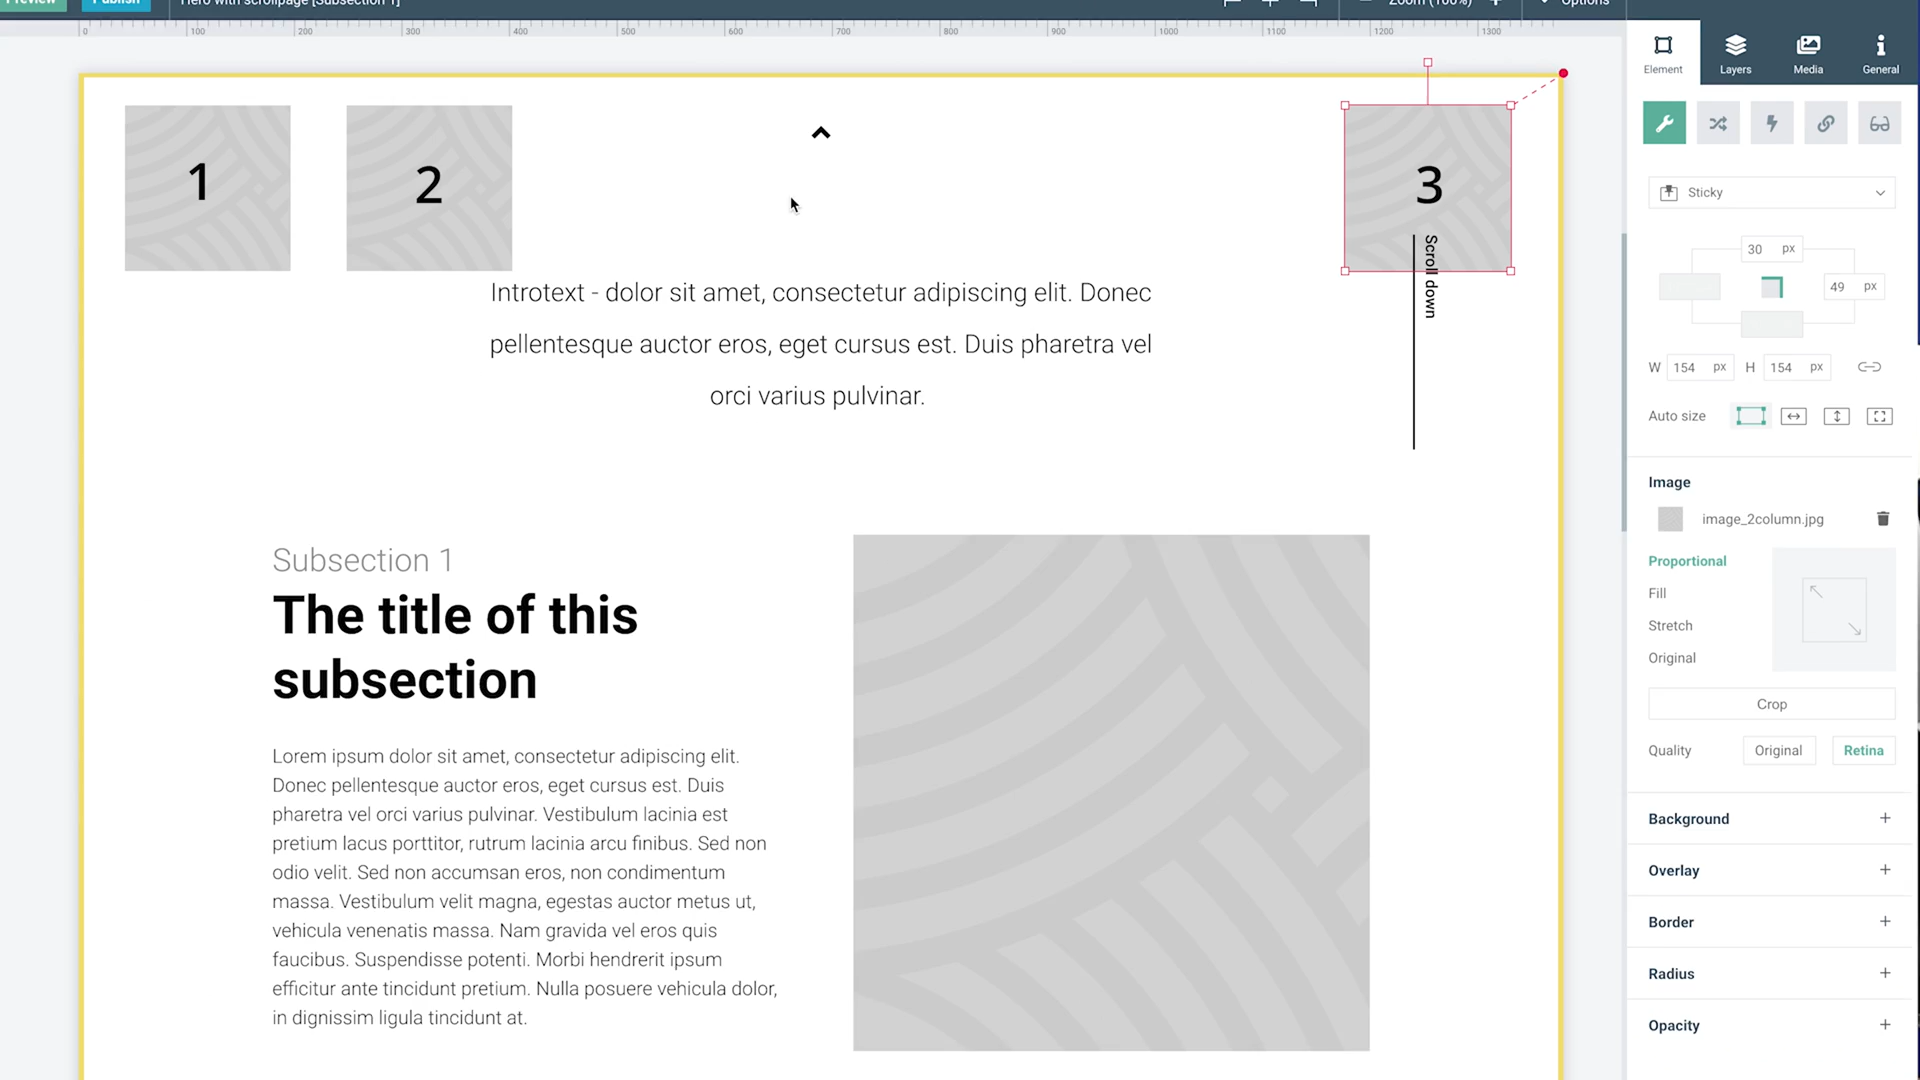 Preview Publish Hero with scrollpage [Subsection 1] Zoom (100%) Options
0 100 200 300 400 500 600 700 800 900 1000 1100 1200 1300
Element Layers Media General
1 2 3
Scroll down
Introtext - dolor sit amet, consectetur adipiscing elit. Donec
pellentesque auctor eros, eget cursus est. Duis pharetra vel
orci varius pulvinar.
Subsection 1
The title of this
subsection
Lorem ipsum dolor sit amet, consectetur adipiscing elit.
Donec pellentesque auctor eros, eget cursus est. Duis
pharetra vel orci varius pulvinar. Vestibulum lacinia est
pretium lacus porttitor, rutrum lacinia arcu finibus. Sed non
odio velit. Sed non accumsan eros, non condimentum
massa. Vestibulum velit magna, egestas auctor metus ut,
vehicula venenatis massa. Nam gravida vel eros quis
faucibus. Suspendisse potenti. Morbi hendrerit ipsum
efficitur ante tincidunt pretium. Nulla posuere vehicula dolor,
in dignissim ligula tincidunt at.
Sticky
30 px
49 px
W 154 px H 154 px
Auto size
Image
image_2column.jpg
Proportional
Fill
Stretch
Original
Crop
Quality Original Retina
Background
Overlay
Border
Radius
Opacity